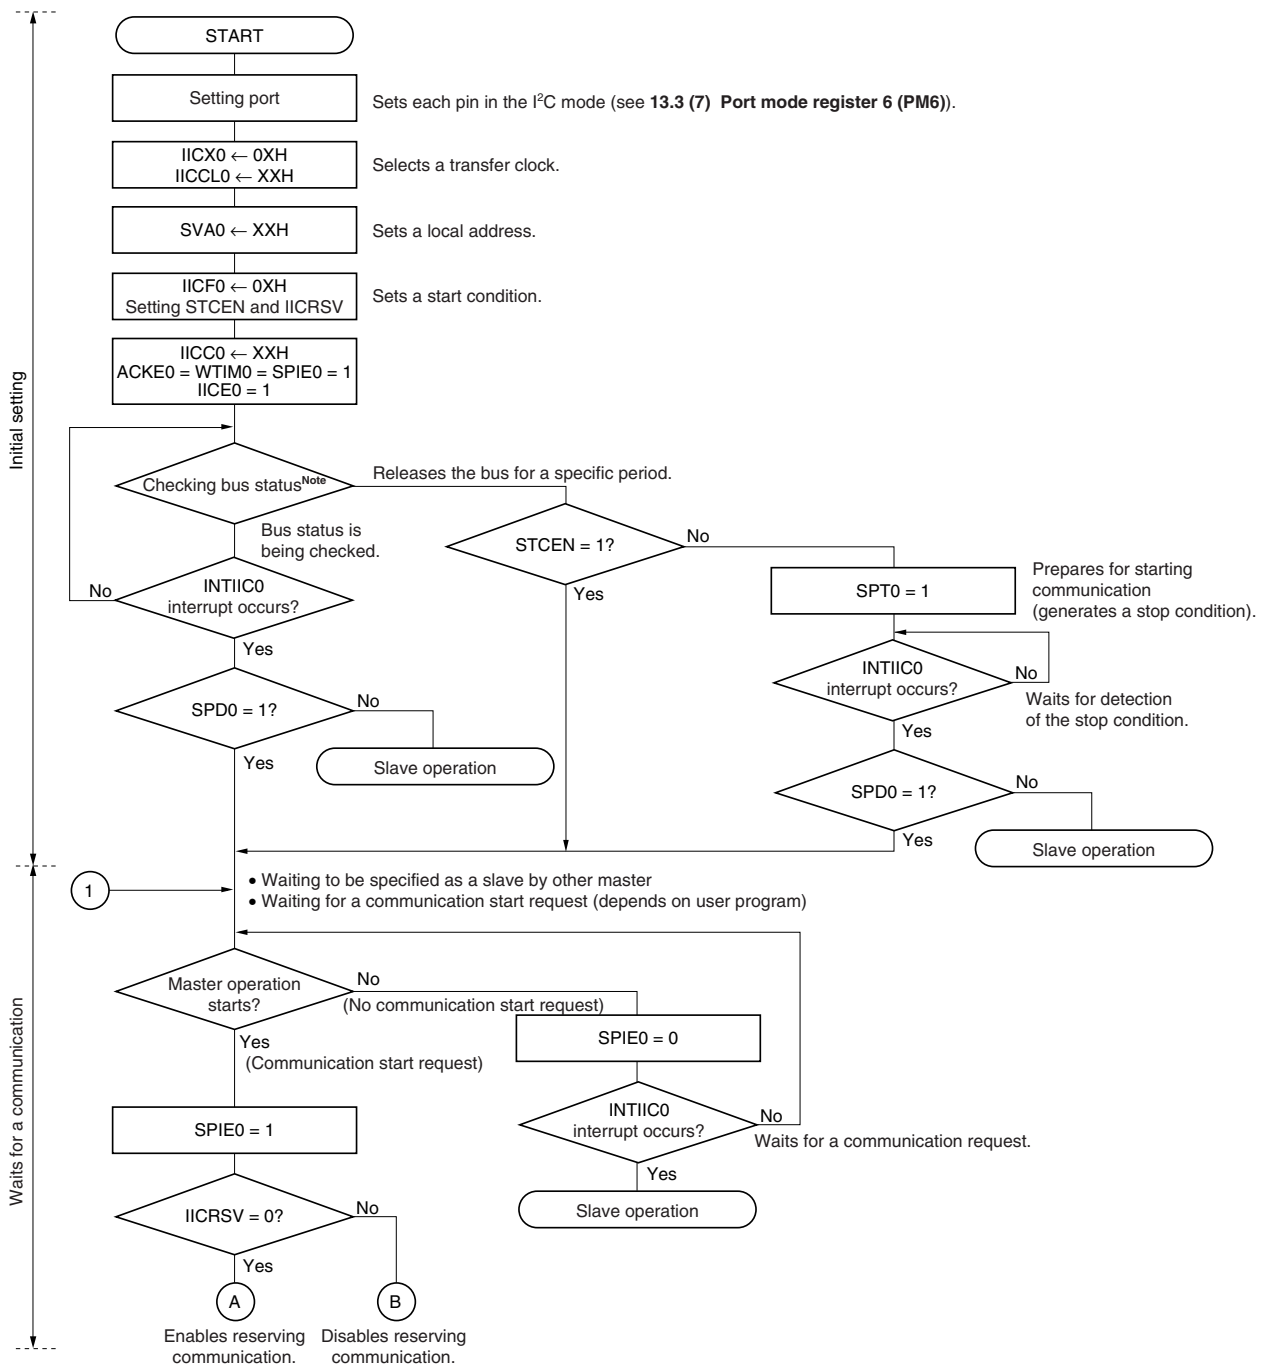 START
Setting port
Sets each pin in the I²C mode (see 13.3 (7) Port mode register 6 (PM6)).
IICX0 ← 0XH
IICCL0 ← XXH
Selects a transfer clock.
SVA0 ← XXH
Sets a local address.
IICF0 ← 0XH
Setting STCEN and IICRSV
Sets a start condition.
IICC0 ← XXH
ACKE0 = WTIM0 = SPIE0 = 1
IICE0 = 1
Initial setting
Checking bus statusNote
Releases the bus for a specific period.
Bus status is
being checked.
STCEN = 1?
No
Yes
INTIIC0
interrupt occurs?
No
Yes
SPT0 = 1
Prepares for starting
communication
(generates a stop condition).
INTIIC0
interrupt occurs?
No
Waits for detection
of the stop condition.
Yes
SPD0 = 1?
No
Yes
Slave operation
SPD0 = 1?
No
Yes
Slave operation
1
• Waiting to be specified as a slave by other master
• Waiting for a communication start request (depends on user program)
Waits for a communication
Master operation
starts?
No
(No communication start request)
Yes
(Communication start request)
SPIE0 = 0
INTIIC0
interrupt occurs?
No
Waits for a communication request.
Yes
Slave operation
SPIE0 = 1
IICRSV = 0?
No
Yes
A
B
Enables reserving
communication.
Disables reserving
communication.